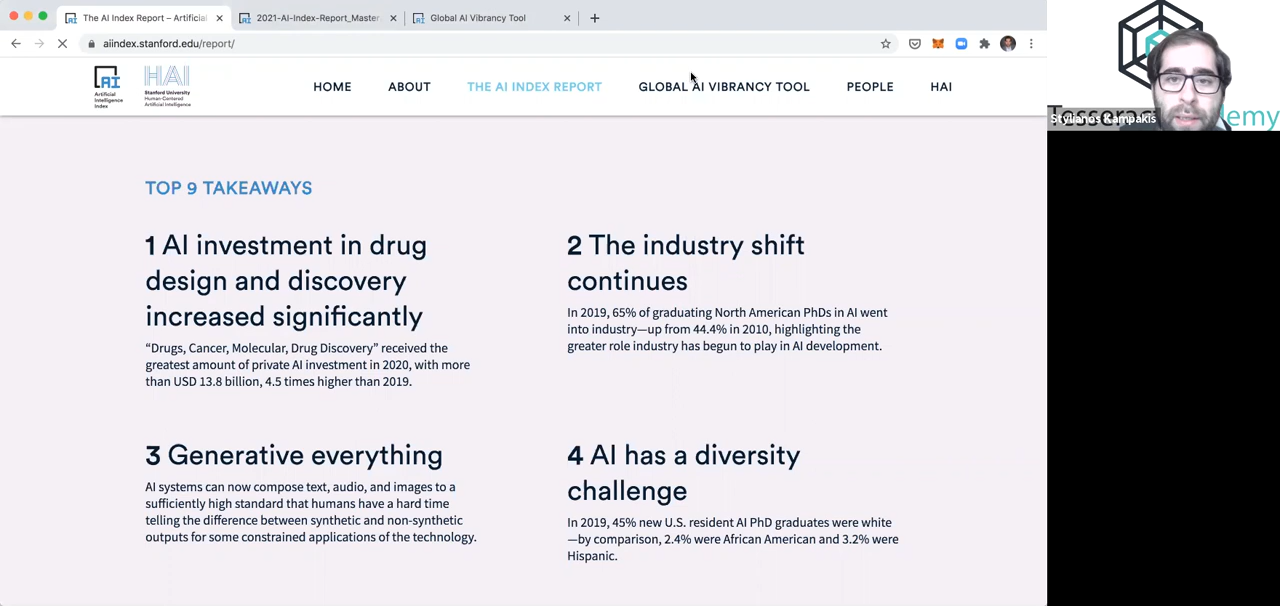 The AI Index Report – Artificial
2021-AI-Index-Report_Master
Global AI Vibrancy Tool
aiindex.stanford.edu/report/
AI
Artificial
Intelligence
Index
HAI
Stanford University
Human-Centered
Artificial Intelligence
HOME
ABOUT
THE AI INDEX REPORT
GLOBAL AI VIBRANCY TOOL
PEOPLE
HAI
Stylianos Kampakis
TOP 9 TAKEAWAYS
1 AI investment in drug
design and discovery
increased significantly
“Drugs, Cancer, Molecular, Drug Discovery” received the
greatest amount of private AI investment in 2020, with more
than USD 13.8 billion, 4.5 times higher than 2019.
2 The industry shift
continues
In 2019, 65% of graduating North American PhDs in AI went
into industry—up from 44.4% in 2010, highlighting the
greater role industry has begun to play in AI development.
3 Generative everything
AI systems can now compose text, audio, and images to a
sufficiently high standard that humans have a hard time
telling the difference between synthetic and non-synthetic
outputs for some constrained applications of the technology.
4 AI has a diversity
challenge
In 2019, 45% new U.S. resident AI PhD graduates were white
—by comparison, 2.4% were African American and 3.2% were
Hispanic.